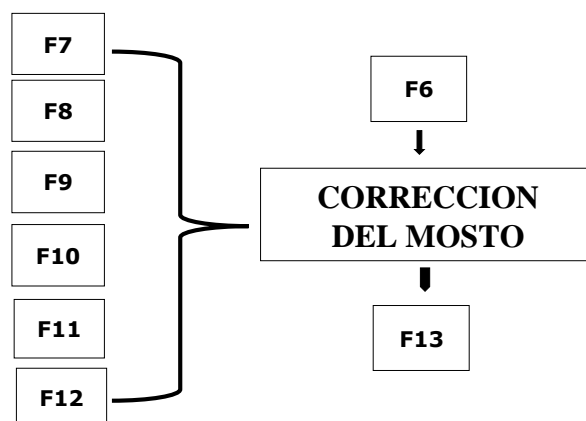 F7
F8
F9
F10
F11
F12
F6
CORRECCION
DEL MOSTO
F13